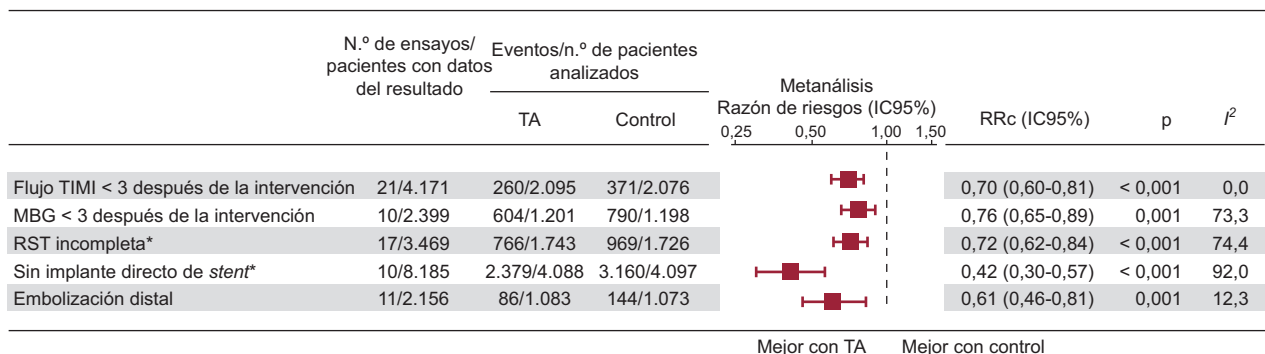 N.º de ensayos/
pacientes con datos
del resultado
Eventos/n.º de pacientes
analizados
TA Control
Metanálisis
Razón de riesgos (IC95%)
0,25 0,50 1,00 1,50
RRc (IC95%) p I²
Flujo TIMI < 3 después de la intervención 21/4.171 260/2.095 371/2.076 0,70 (0,60-0,81) < 0,001 0,0
MBG < 3 después de la intervención 10/2.399 604/1.201 790/1.198 0,76 (0,65-0,89) 0,001 73,3
RST incompleta* 17/3.469 766/1.743 969/1.726 0,72 (0,62-0,84) < 0,001 74,4
Sin implante directo de stent* 10/8.185 2.379/4.088 3.160/4.097 0,42 (0,30-0,57) < 0,001 92,0
Embolización distal 11/2.156 86/1.083 144/1.073 0,61 (0,46-0,81) 0,001 12,3
Mejor con TA Mejor con control